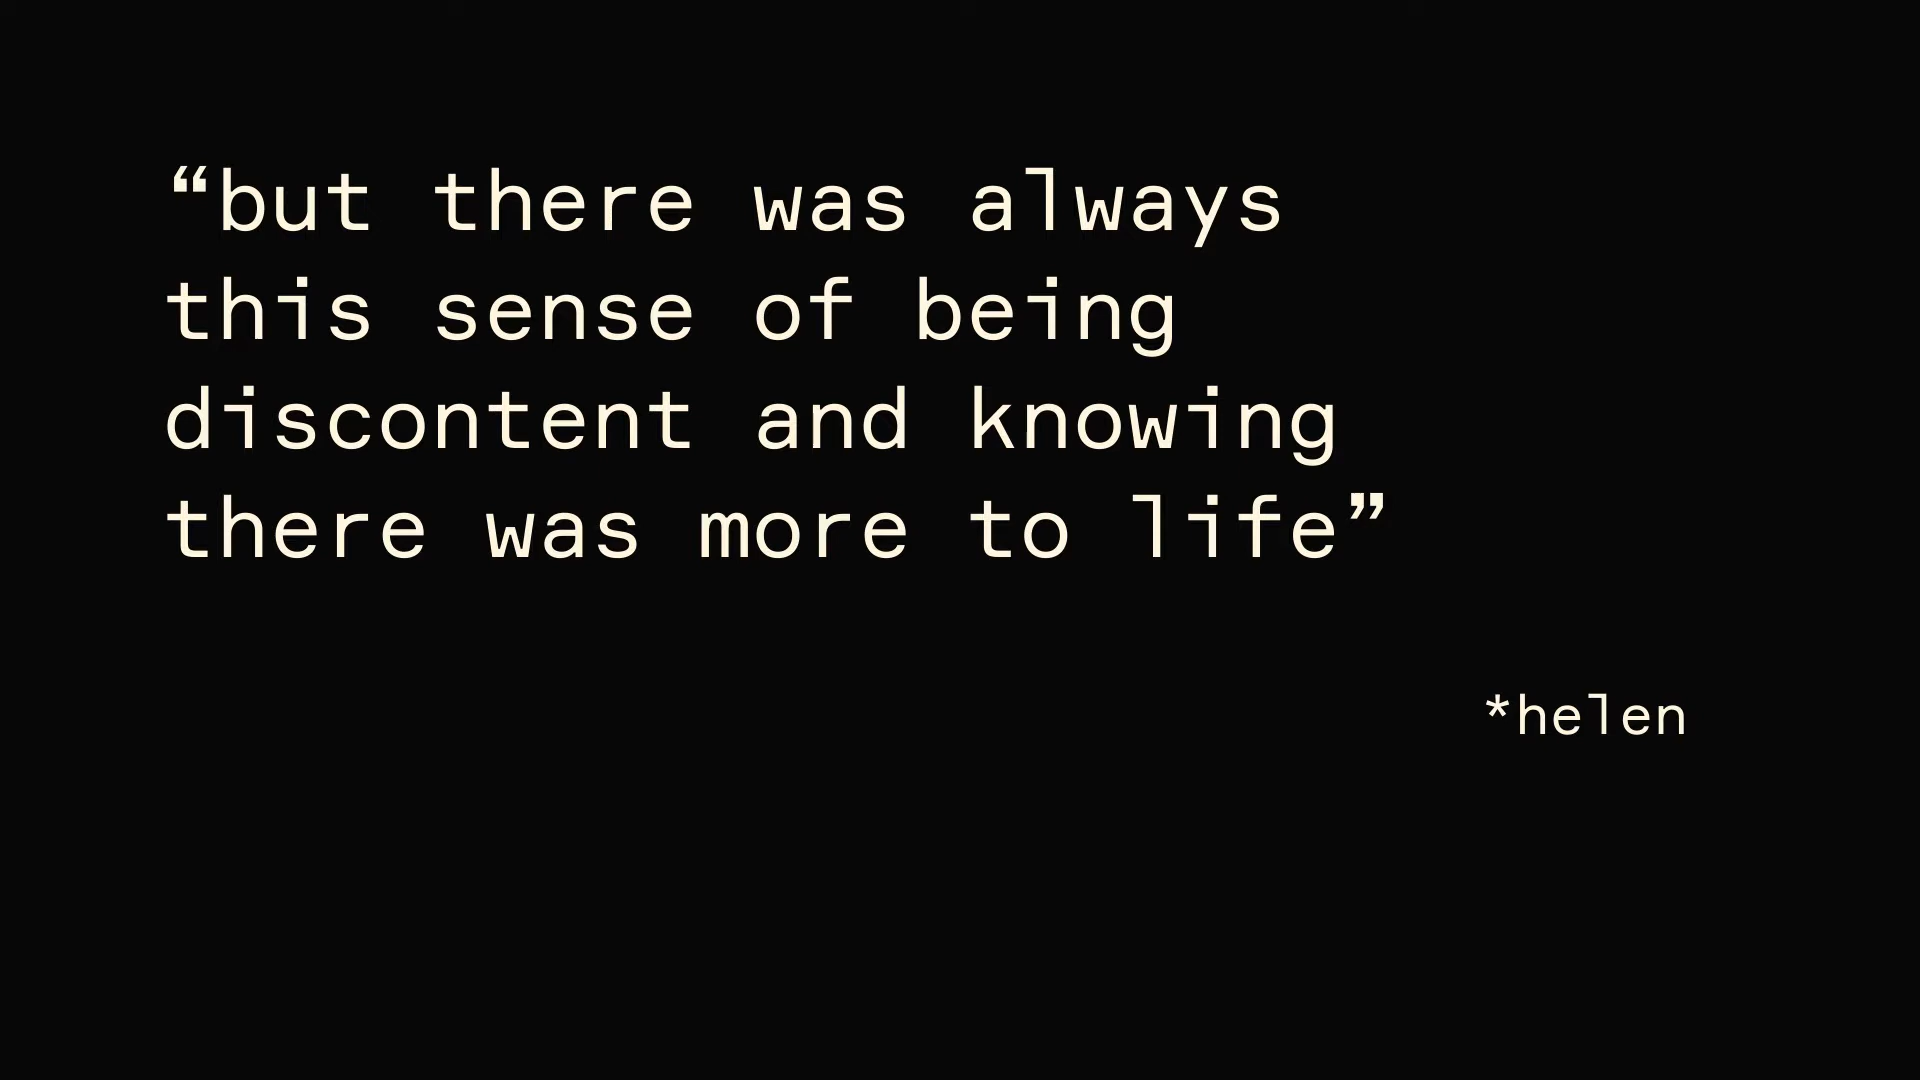 “but there was always
this sense of being
discontent and knowing
there was more to life”
*helen